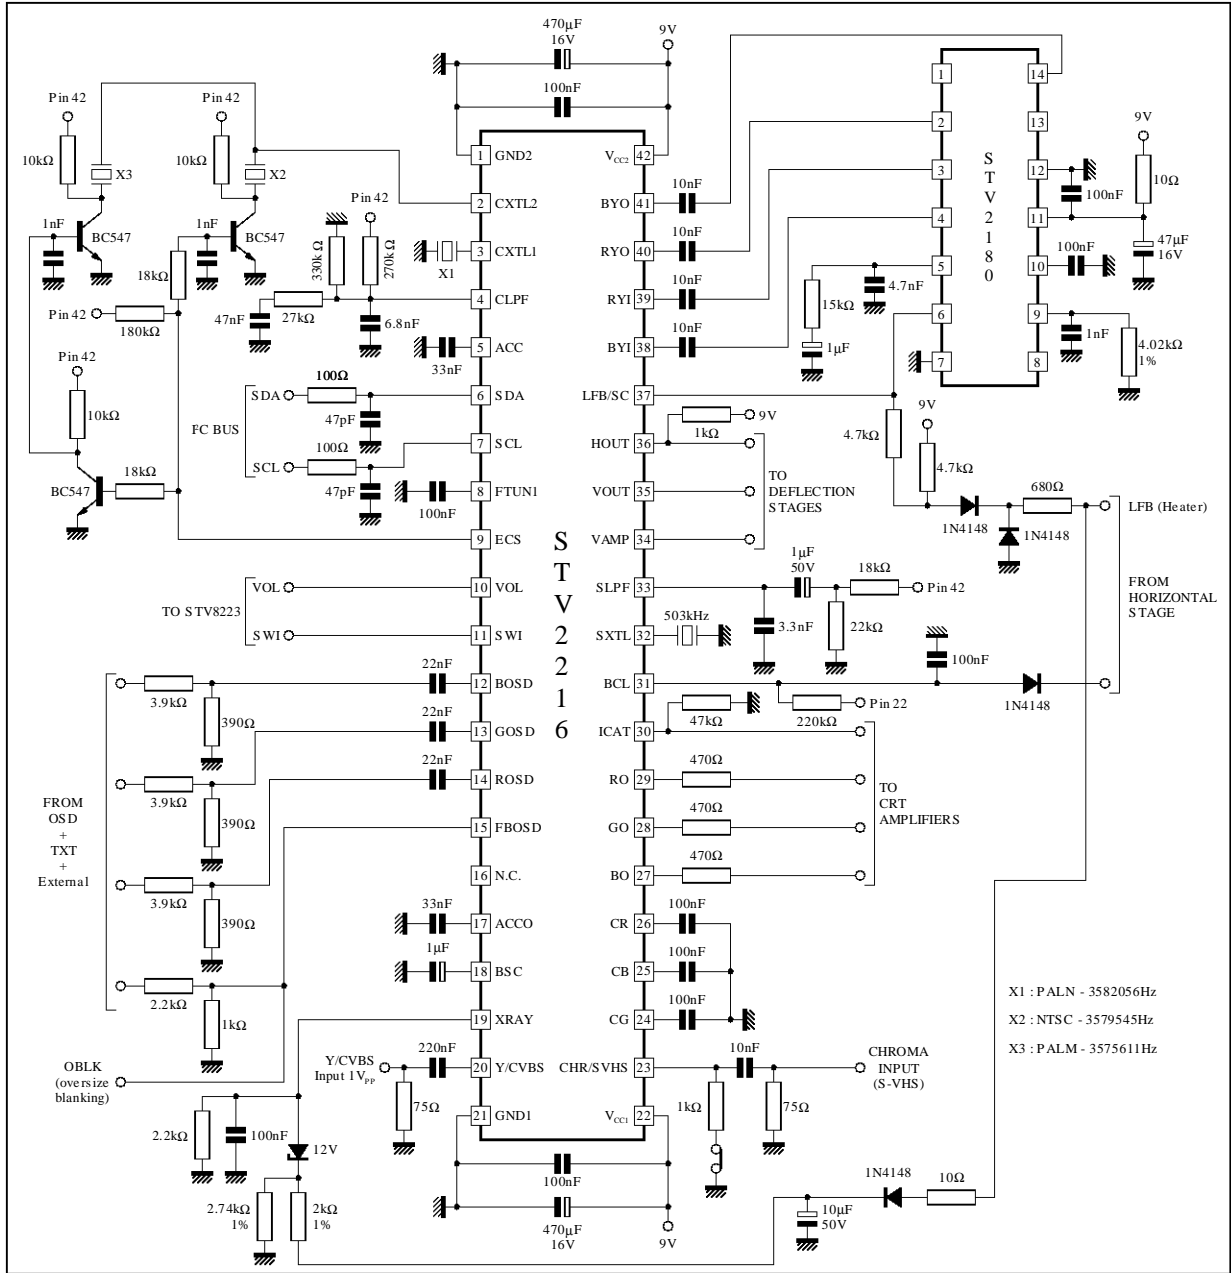 470µF
16V
9V
100nF
Pin 42
Pin 42
10kΩ
X3
10kΩ
X2
1nF
BC547
1nF
BC547
18kΩ
Pin 42
180kΩ
Pin 42
10kΩ
BC547
18kΩ
Pin 42
330kΩ
270kΩ
X1
47nF
27kΩ
6.8nF
33nF
100Ω
SDA
47pF
I²C BUS
100Ω
SCL
47pF
100nF
TO STV8223
VOL
SWI
22nF
3.9kΩ
390Ω
22nF
3.9kΩ
390Ω
22nF
3.9kΩ
390Ω
2.2kΩ
1kΩ
FROM
OSD
+
TXT
+
External
33nF
1µF
OBLK
(oversize
blanking)
Y/CVBS
Input 1VPP
220nF
75Ω
2.2kΩ
100nF
12V
2.74kΩ
1%
2kΩ
1%
STV2216
1 GND2
2 CXTL2
3 CXTL1
4 CLPF
5 ACC
6 SDA
7 SCL
8 FTUN1
9 ECS
10 VOL
11 SWI
12 BOSD
13 GOSD
14 ROSD
15 FBOSD
16 N.C.
17 ACCO
18 BSC
19 XRAY
20 Y/CVBS
21 GND1
VCC2 42
BYO 41
RYO 40
RYI 39
BYI 38
LFB/SC 37
HOUT 36
VOUT 35
VAMP 34
SLPF 33
SXTL 32
BCL 31
ICAT 30
RO 29
GO 28
BO 27
CR 26
CB 25
CG 24
CHR/SVHS 23
VCC1 22
10nF
10nF
10nF
10nF
STV2180
1
2
3
4
5
6
7
14
13
12
11
10
9
8
9V
10Ω
100nF
47µF
16V
100nF
1nF
4.02kΩ
1%
4.7nF
15kΩ
1µF
1kΩ
9V
TO
DEFLECTION
STAGES
4.7kΩ
9V
4.7kΩ
1N4148
1N4148
680Ω
LFB (Heater)
FROM
HORIZONTAL
STAGE
1µF
50V
18kΩ
Pin 42
3.3nF
22kΩ
503kHz
100nF
1N4148
47kΩ
220kΩ
Pin 22
470Ω
470Ω
470Ω
TO
CRT
AMPLIFIERS
100nF
100nF
100nF
X1 : PALN - 3582056Hz
X2 : NTSC - 3579545Hz
X3 : PALM - 3575611Hz
10nF
1kΩ
75Ω
CHROMA
INPUT
(S-VHS)
1N4148
10Ω
10µF
50V
100nF
470µF
16V
9V